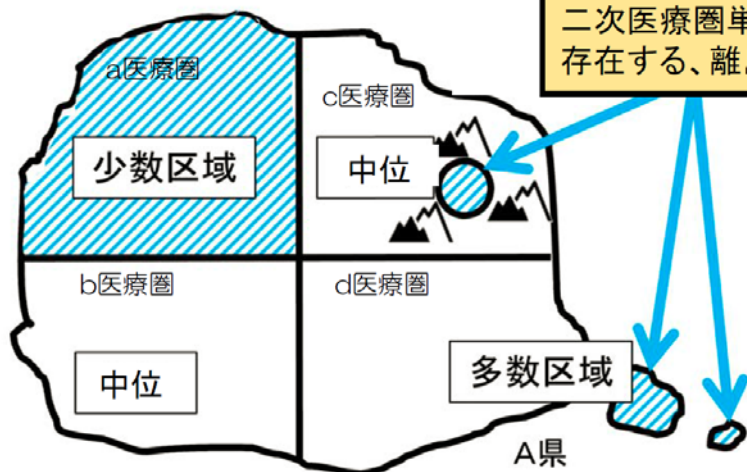 二次医療圏単
存在する、離
a医療圏
少数区域
c医療圏
中位
b医療圏
中位
d医療圏
多数区域
A県